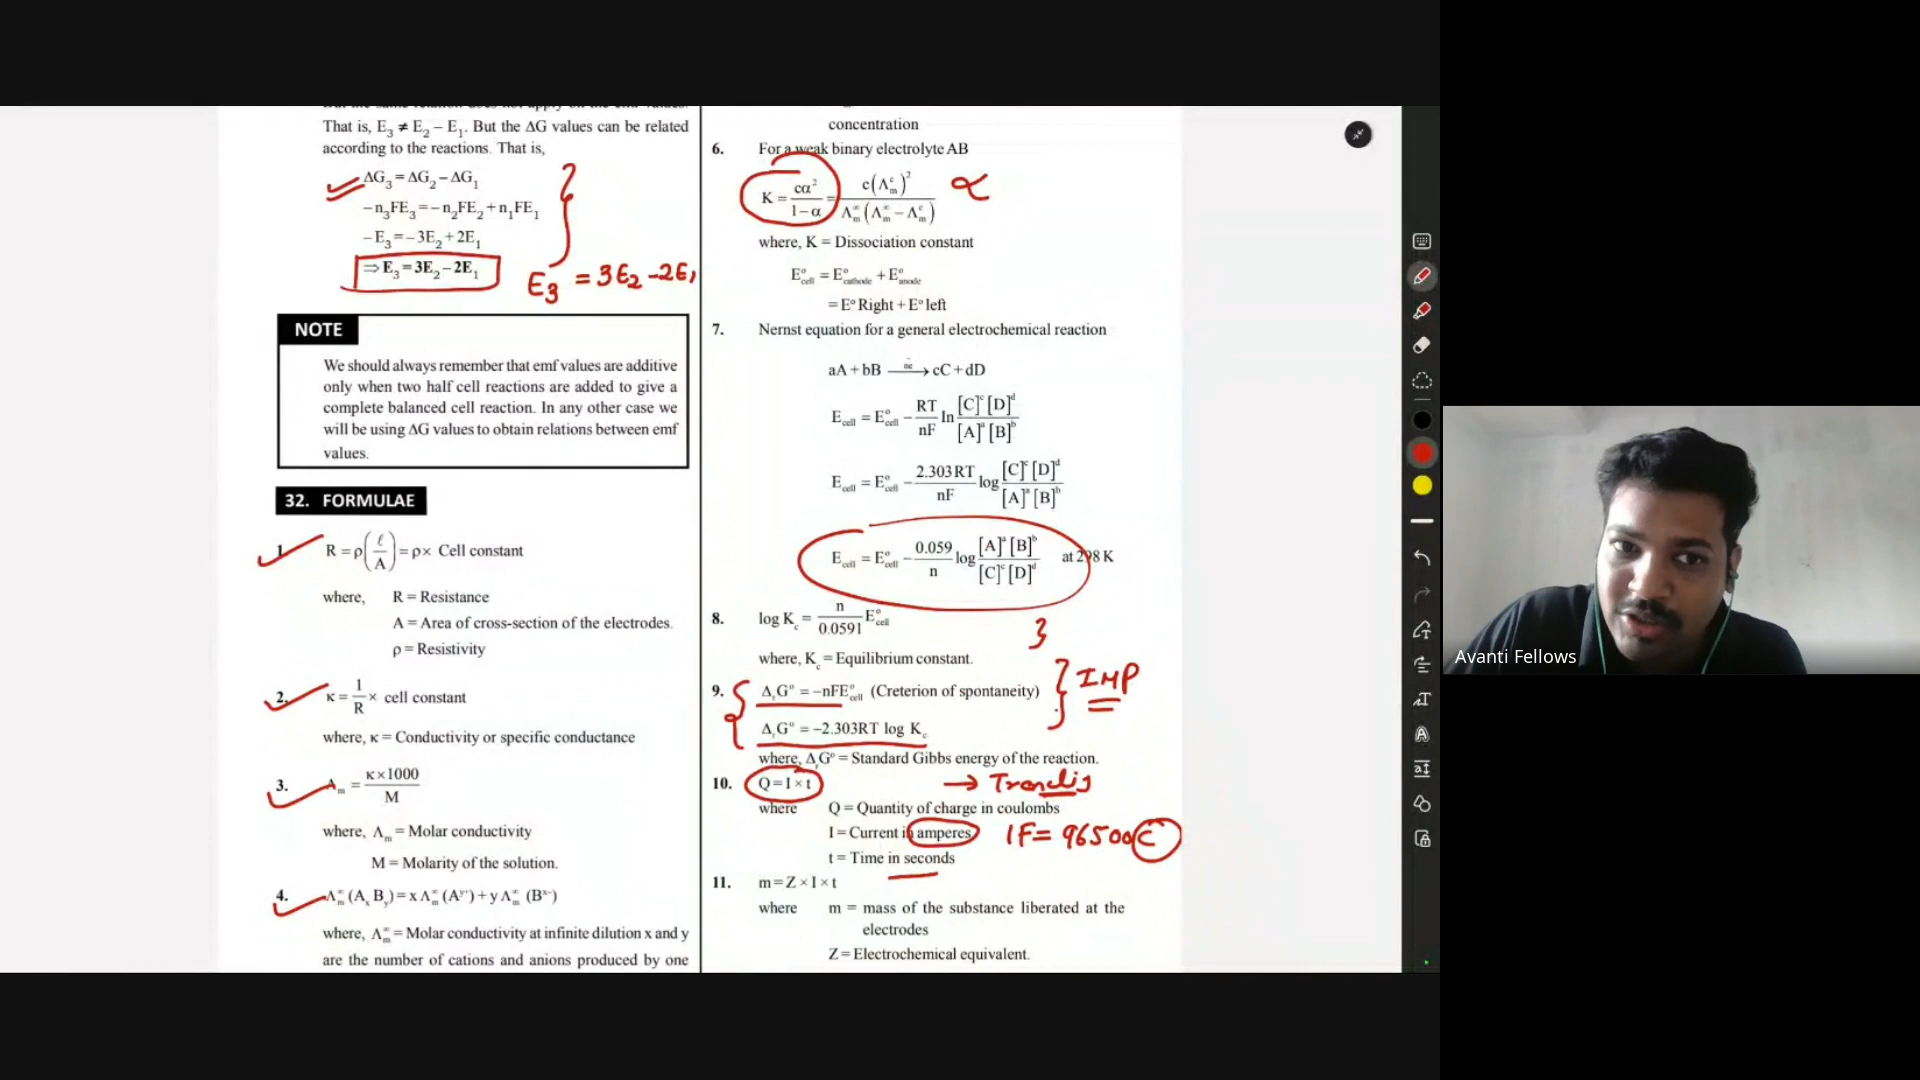 That is, E₃ ≠ E₂ – E₁. But the ΔG values can be related
according to the reactions. That is,
ΔG₃ = ΔG₂ – ΔG₁
–n₃FE₃ = –n₂FE₂ + n₁FE₁
–E₃ = –3E₂ + 2E₁
⇒ E₃ = 3E₂ – 2E₁
E₃ = 3E₂ – 2E₁
NOTE
We should always remember that emf values are additive
only when two half cell reactions are added to give a
complete balanced cell reaction. In any other case we
will be using ΔG values to obtain relations between emf
values.
32. FORMULAE
1. R = ρ(ℓ/A) = ρ× Cell constant
where, R = Resistance
A = Area of cross-section of the electrodes.
ρ = Resistivity
2. κ = 1/R × cell constant
where, κ = Conductivity or specific conductance
3. Λm = κ×1000/M
where, Λm = Molar conductivity
M = Molarity of the solution.
4. Λm^∞ (AxBy) = x Λm^∞ (A^y+) + y Λm^∞ (B^x–)
where, Λm^∞ = Molar conductivity at infinite dilution x and y
are the number of cations and anions produced by one
concentration
6. For a weak binary electrolyte AB
K = cα²/1–α = c(Λm^c)²/Λm^∞(Λm^∞ – Λm^c) α
where, K = Dissociation constant
E°cell = E°cathode + E°anode
= E° Right + E° left
7. Nernst equation for a general electrochemical reaction
aA + bB —ne→ cC + dD
Ecell = E°cell – RT/nF ln [C]^c [D]^d/[A]^a [B]^b
Ecell = E°cell – 2.303RT/nF log [C]^c [D]^d/[A]^a [B]^b
Ecell = E°cell – 0.059/n log [A]^a [B]^b/[C]^c [D]^d at 298 K
8. log Kc = n/0.0591 E°cell
where, Kc = Equilibrium constant.
9. ΔrG° = –nFE°cell (Creterion of spontaneity) IMP
ΔrG° = –2.303RT log Kc
where, ΔrG° = Standard Gibbs energy of the reaction.
10. Q = I × t
where Q = Quantity of charge in coulombs
I = Current in amperes 1F = 96500 C
t = Time in seconds
11. m = Z × I × t
where m = mass of the substance liberated at the
electrodes
Z = Electrochemical equivalent.
Avanti Fellows